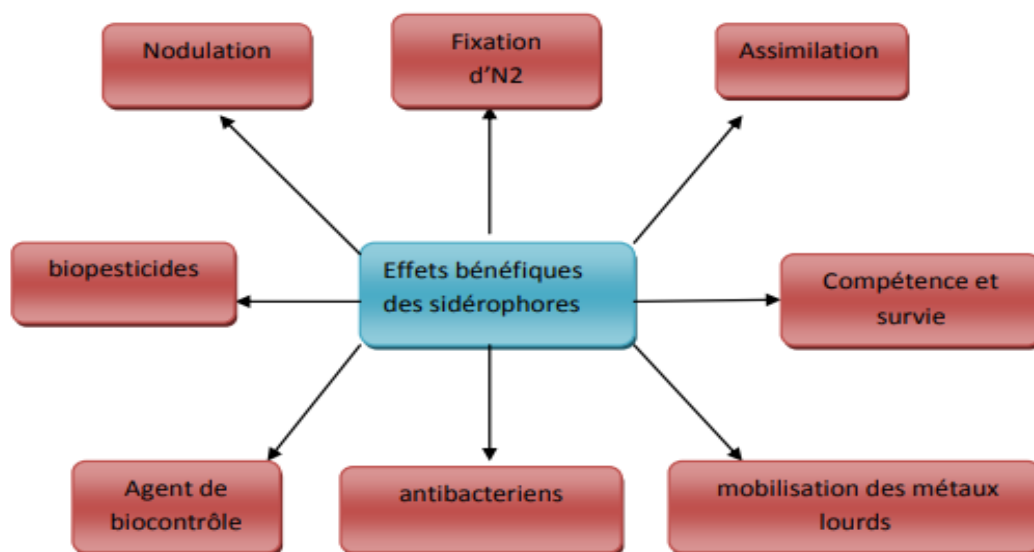 Nodulation
Fixation
d'N2
Assimilation
biopesticides
Effets bénéfiques
des sidérophores
Compétence et
survie
Agent de
biocontrôle
antibacteriens
mobilisation des métaux
lourds